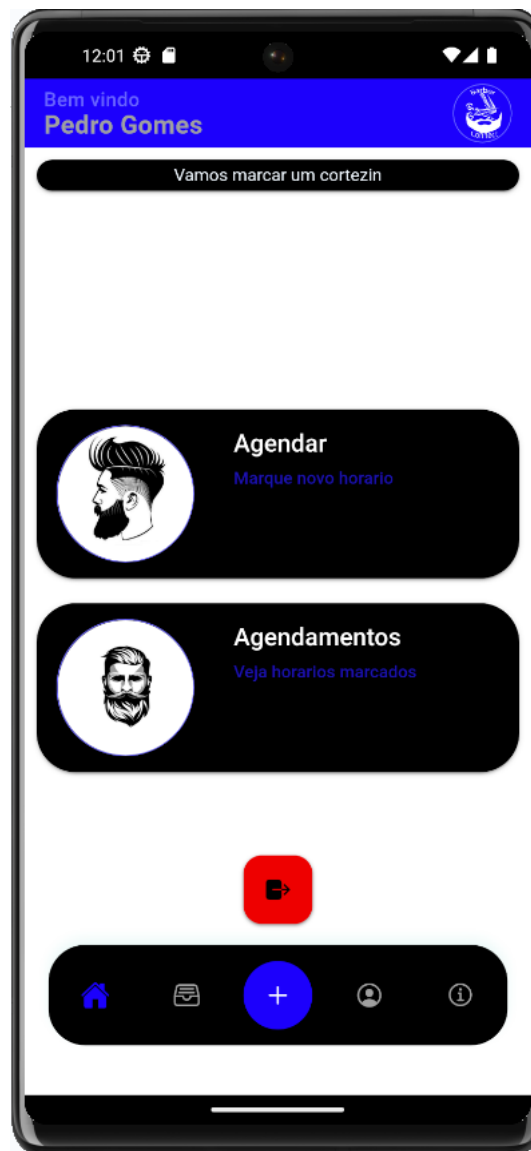 12:01
Bem vindo
Pedro Gomes
Vamos marcar um cortezin
Agendar
Marque novo horario
Agendamentos
Veja horarios marcados